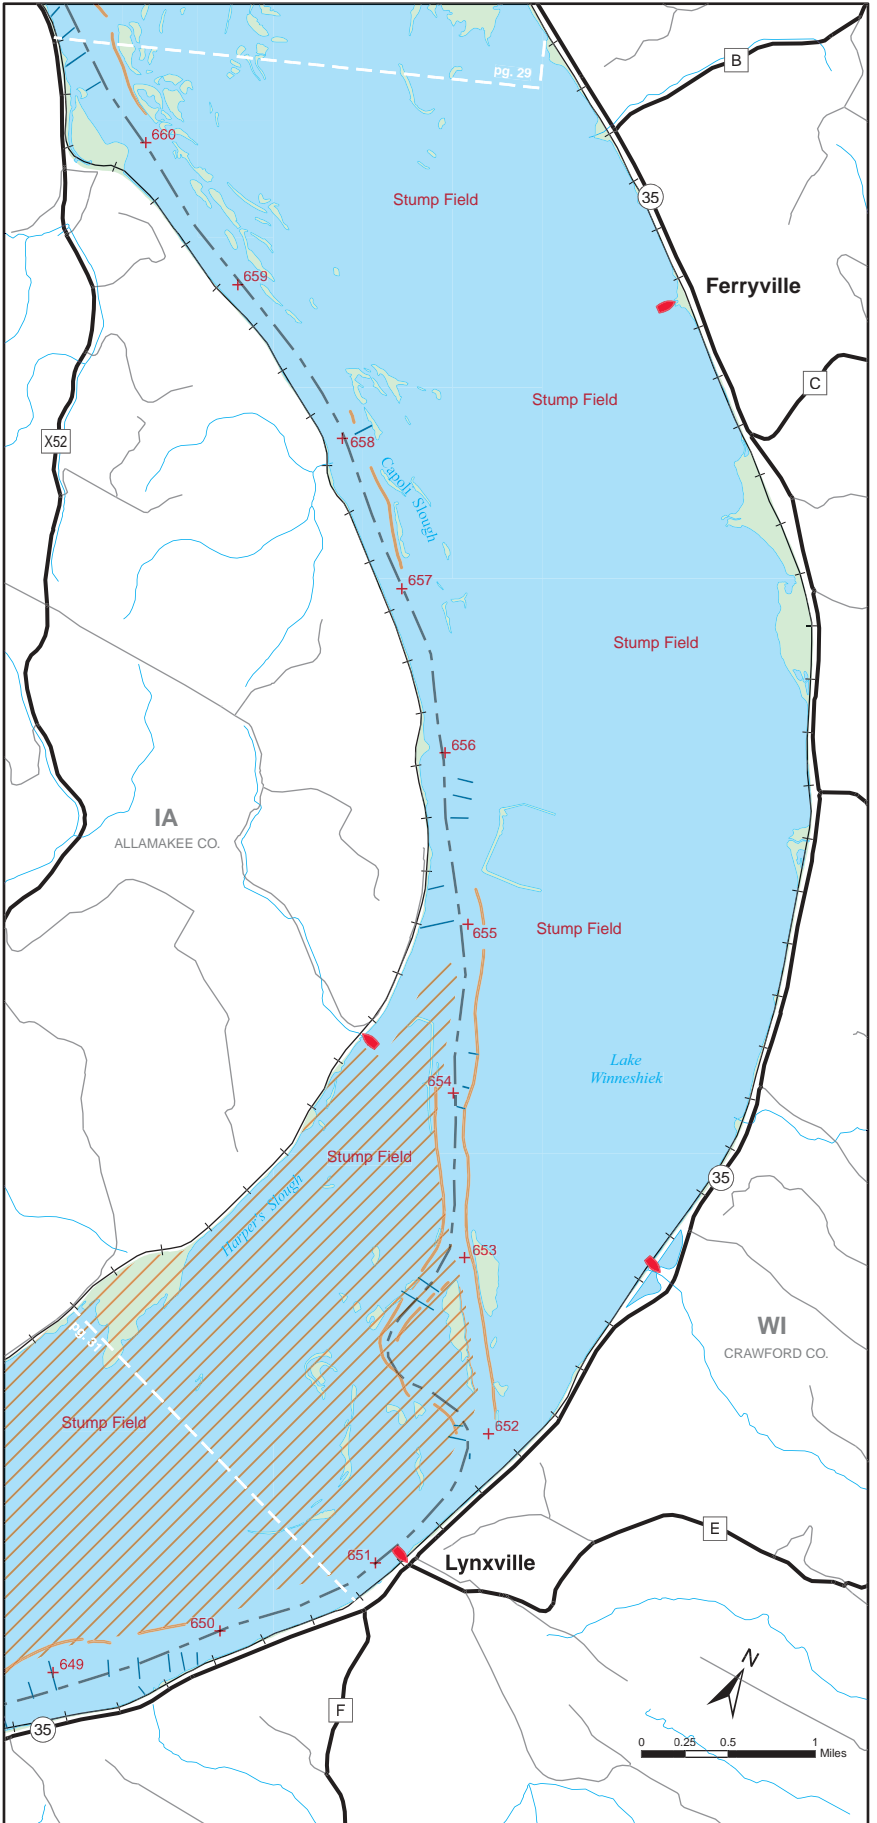 pg. 29
B
660
Stump Field
35
659
Ferryville
C
Stump Field
658
X52
Capoli Slough
657
Stump Field
656
IA
ALLAMAKEE CO.
655
Stump Field
Lake
Winneshiek
654
Stump Field
35
Harper's Slough
653
pg. 31
WI
CRAWFORD CO.
Stump Field
652
E
651
Lynxville
650
649
N
F
35
0 0.25 0.5 1
Miles